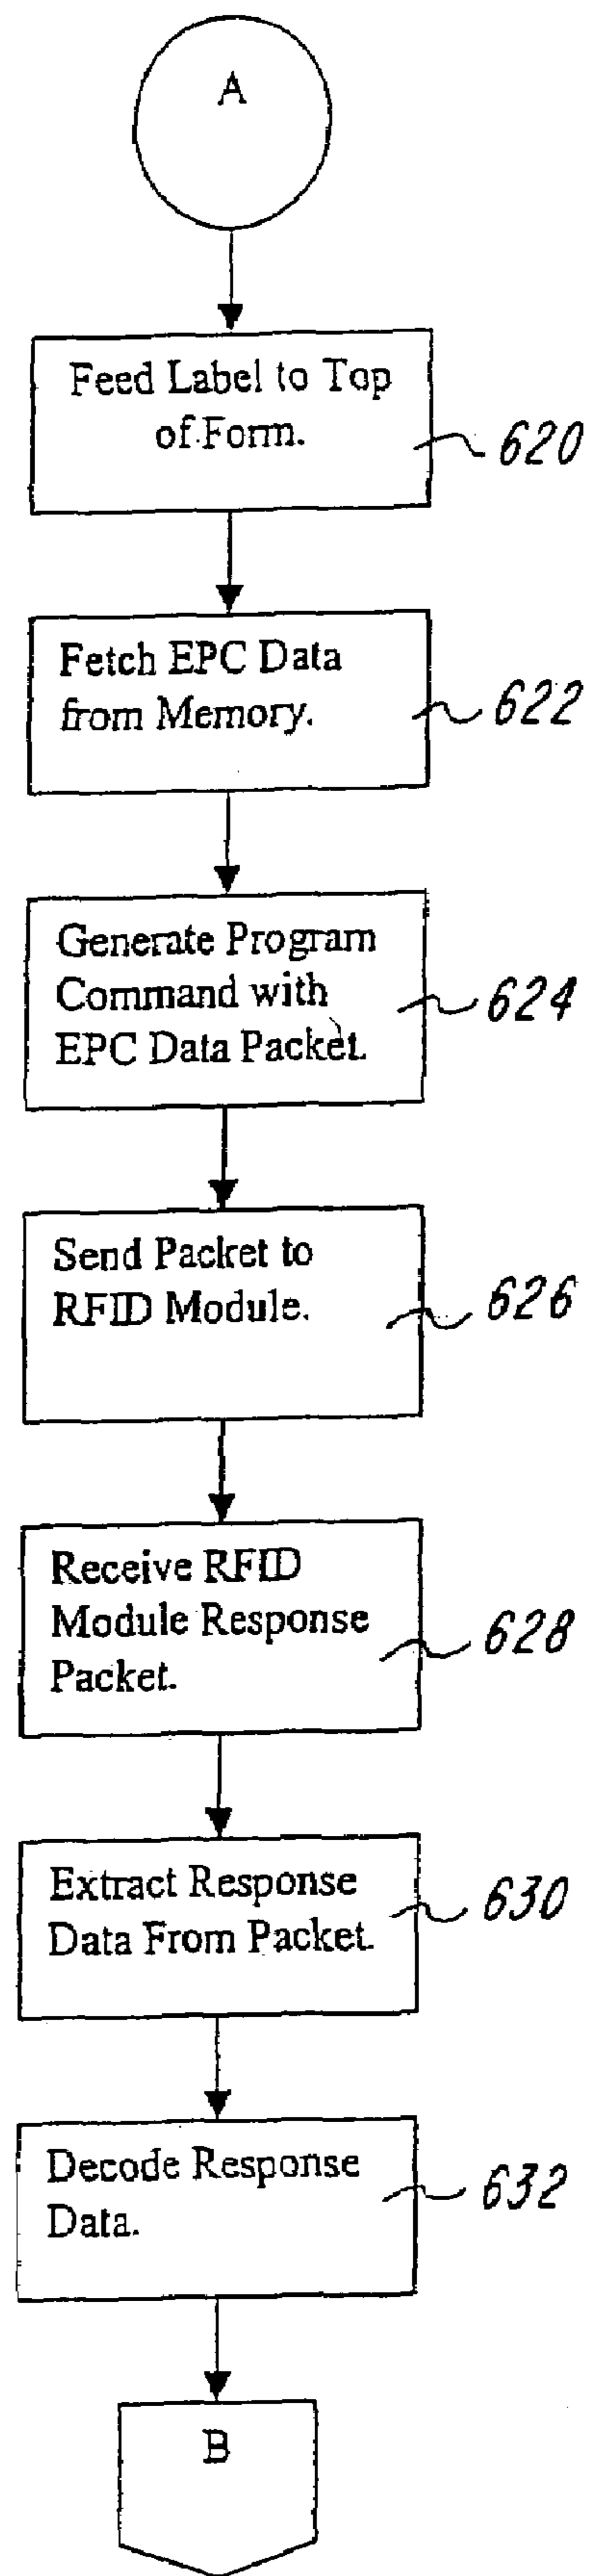 A
Feed Label to Top
of Form.
620
Fetch EPC Data
from Memory.
622
Generate Program
Command with
EPC Data Packet.
624
Send Packet to
RFID Module.
626
Receive RFID
Module Response
Packet.
628
Extract Response
Data From Packet.
630
Decode Response
Data.
632
B